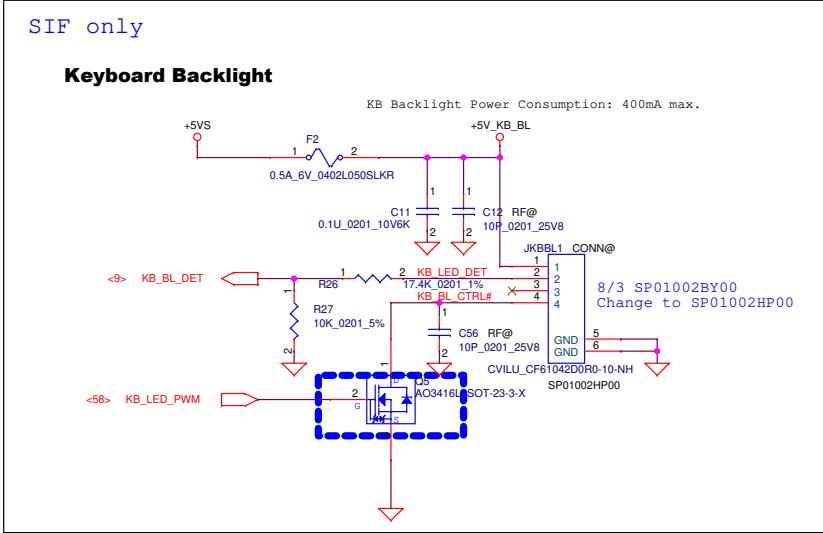 SIF only
Keyboard Backlight
KB Backlight Power Consumption: 400mA max.
+5VS
+5V_KB_BL
F2
1
2
0.5A_6V_0402L050SLKR
1
1
C11
C12
RF@
0.1U_0201_10V6K
10P_0201_25V8
2
2
JKBBL1
CONN@
<9>
KB_BL_DET
1
2
KB_LED_DET
R26
17.4K_0201_1%
KB_BL_CTRL#
1
2
3
4
1
2
3
4
8/3 SP01002BY00
Change to SP01002HP00
1
R27
10K_0201_5%
2
1
C56
RF@
10P_0201_25V8
2
GND
GND
5
6
CVILU_CF61042D0R0-10-NH
SP01002HP00
1
D
Q5
AO3416L_SOT-23-3-X
<58>
KB_LED_PWM
2
G
S